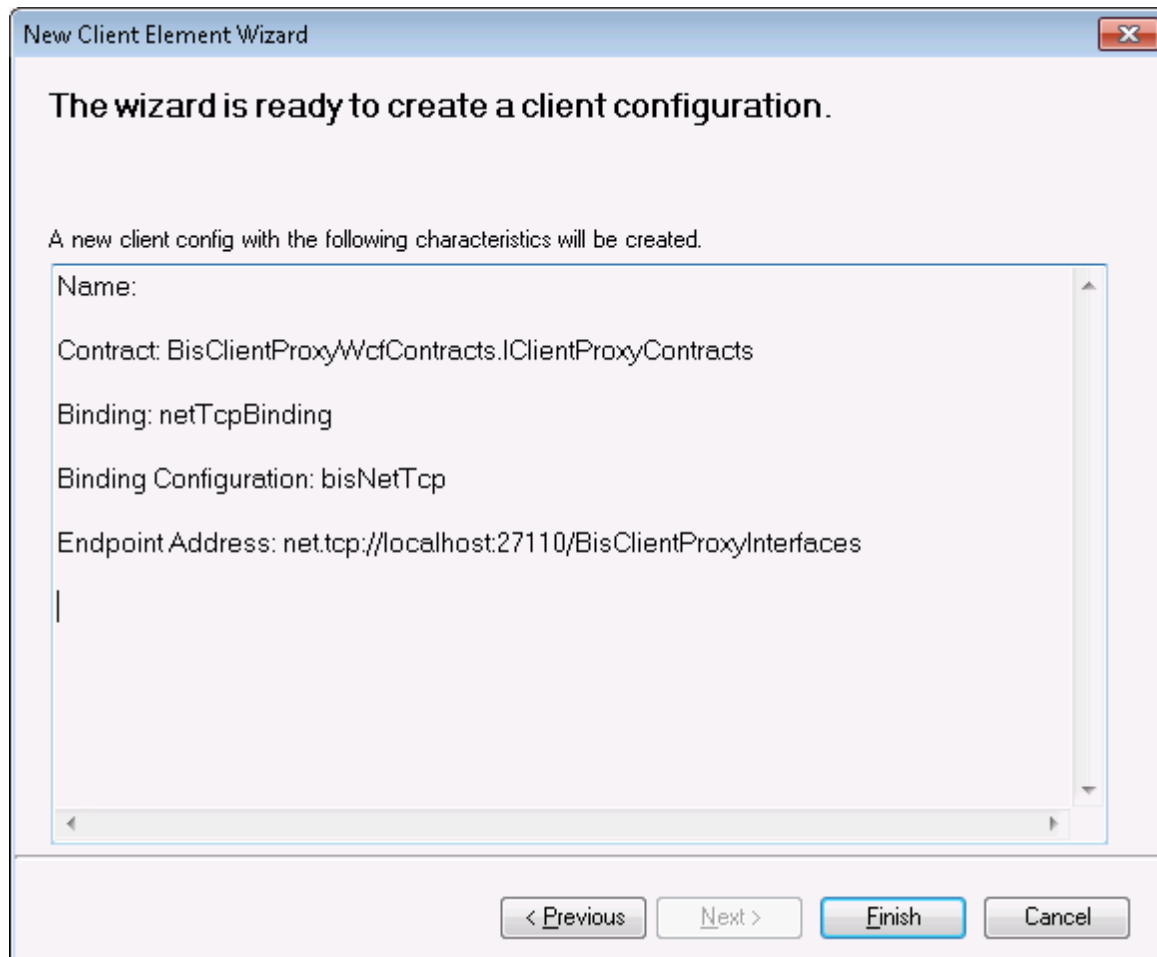 New Client Element Wizard
The wizard is ready to create a client configuration.
A new client config with the following characteristics will be created.
Name:
Contract: BisClientProxyWcfContracts.IClientProxyContracts
Binding: netTcpBinding
Binding Configuration: bisNetTcp
Endpoint Address: net.tcp://localhost:27110/BisClientProxyInterfaces
< Previous
Next >
Finish
Cancel